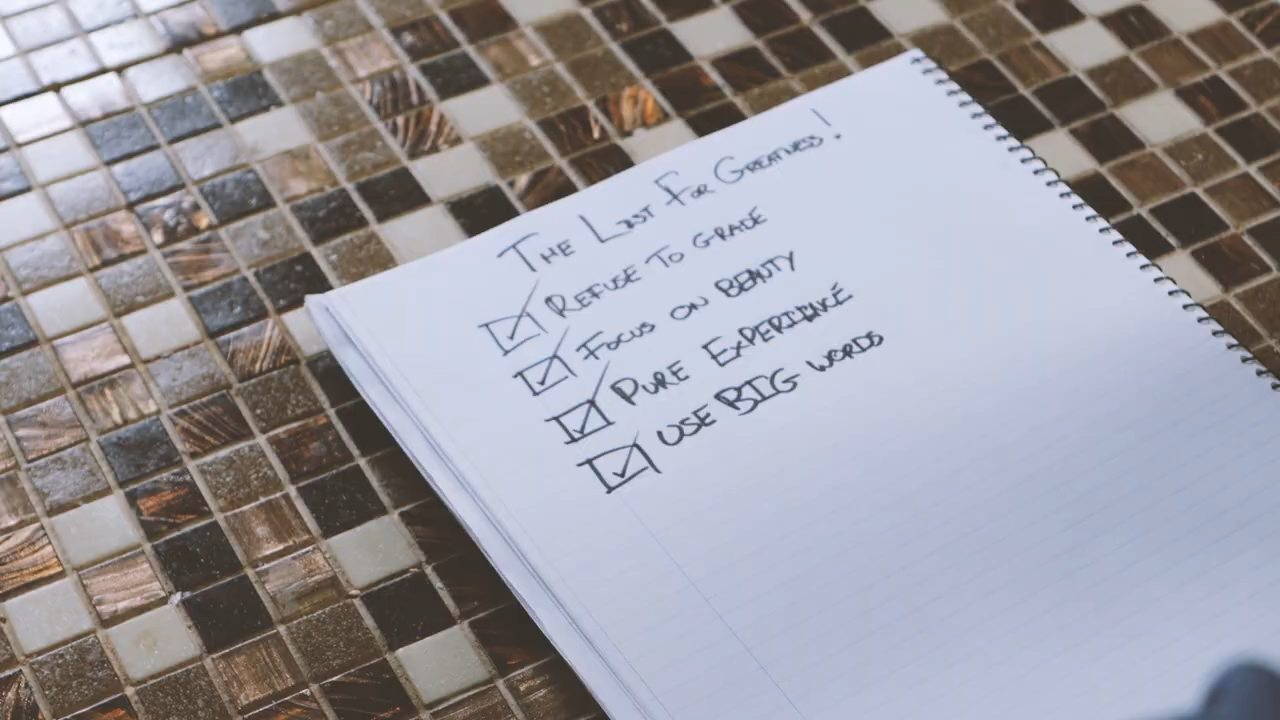 THE LIST FOR GREATNESS!
REFUSE TO GRADE
FOCUS ON BEAUTY
PURE EXPERIENCE
USE BIG WORDS